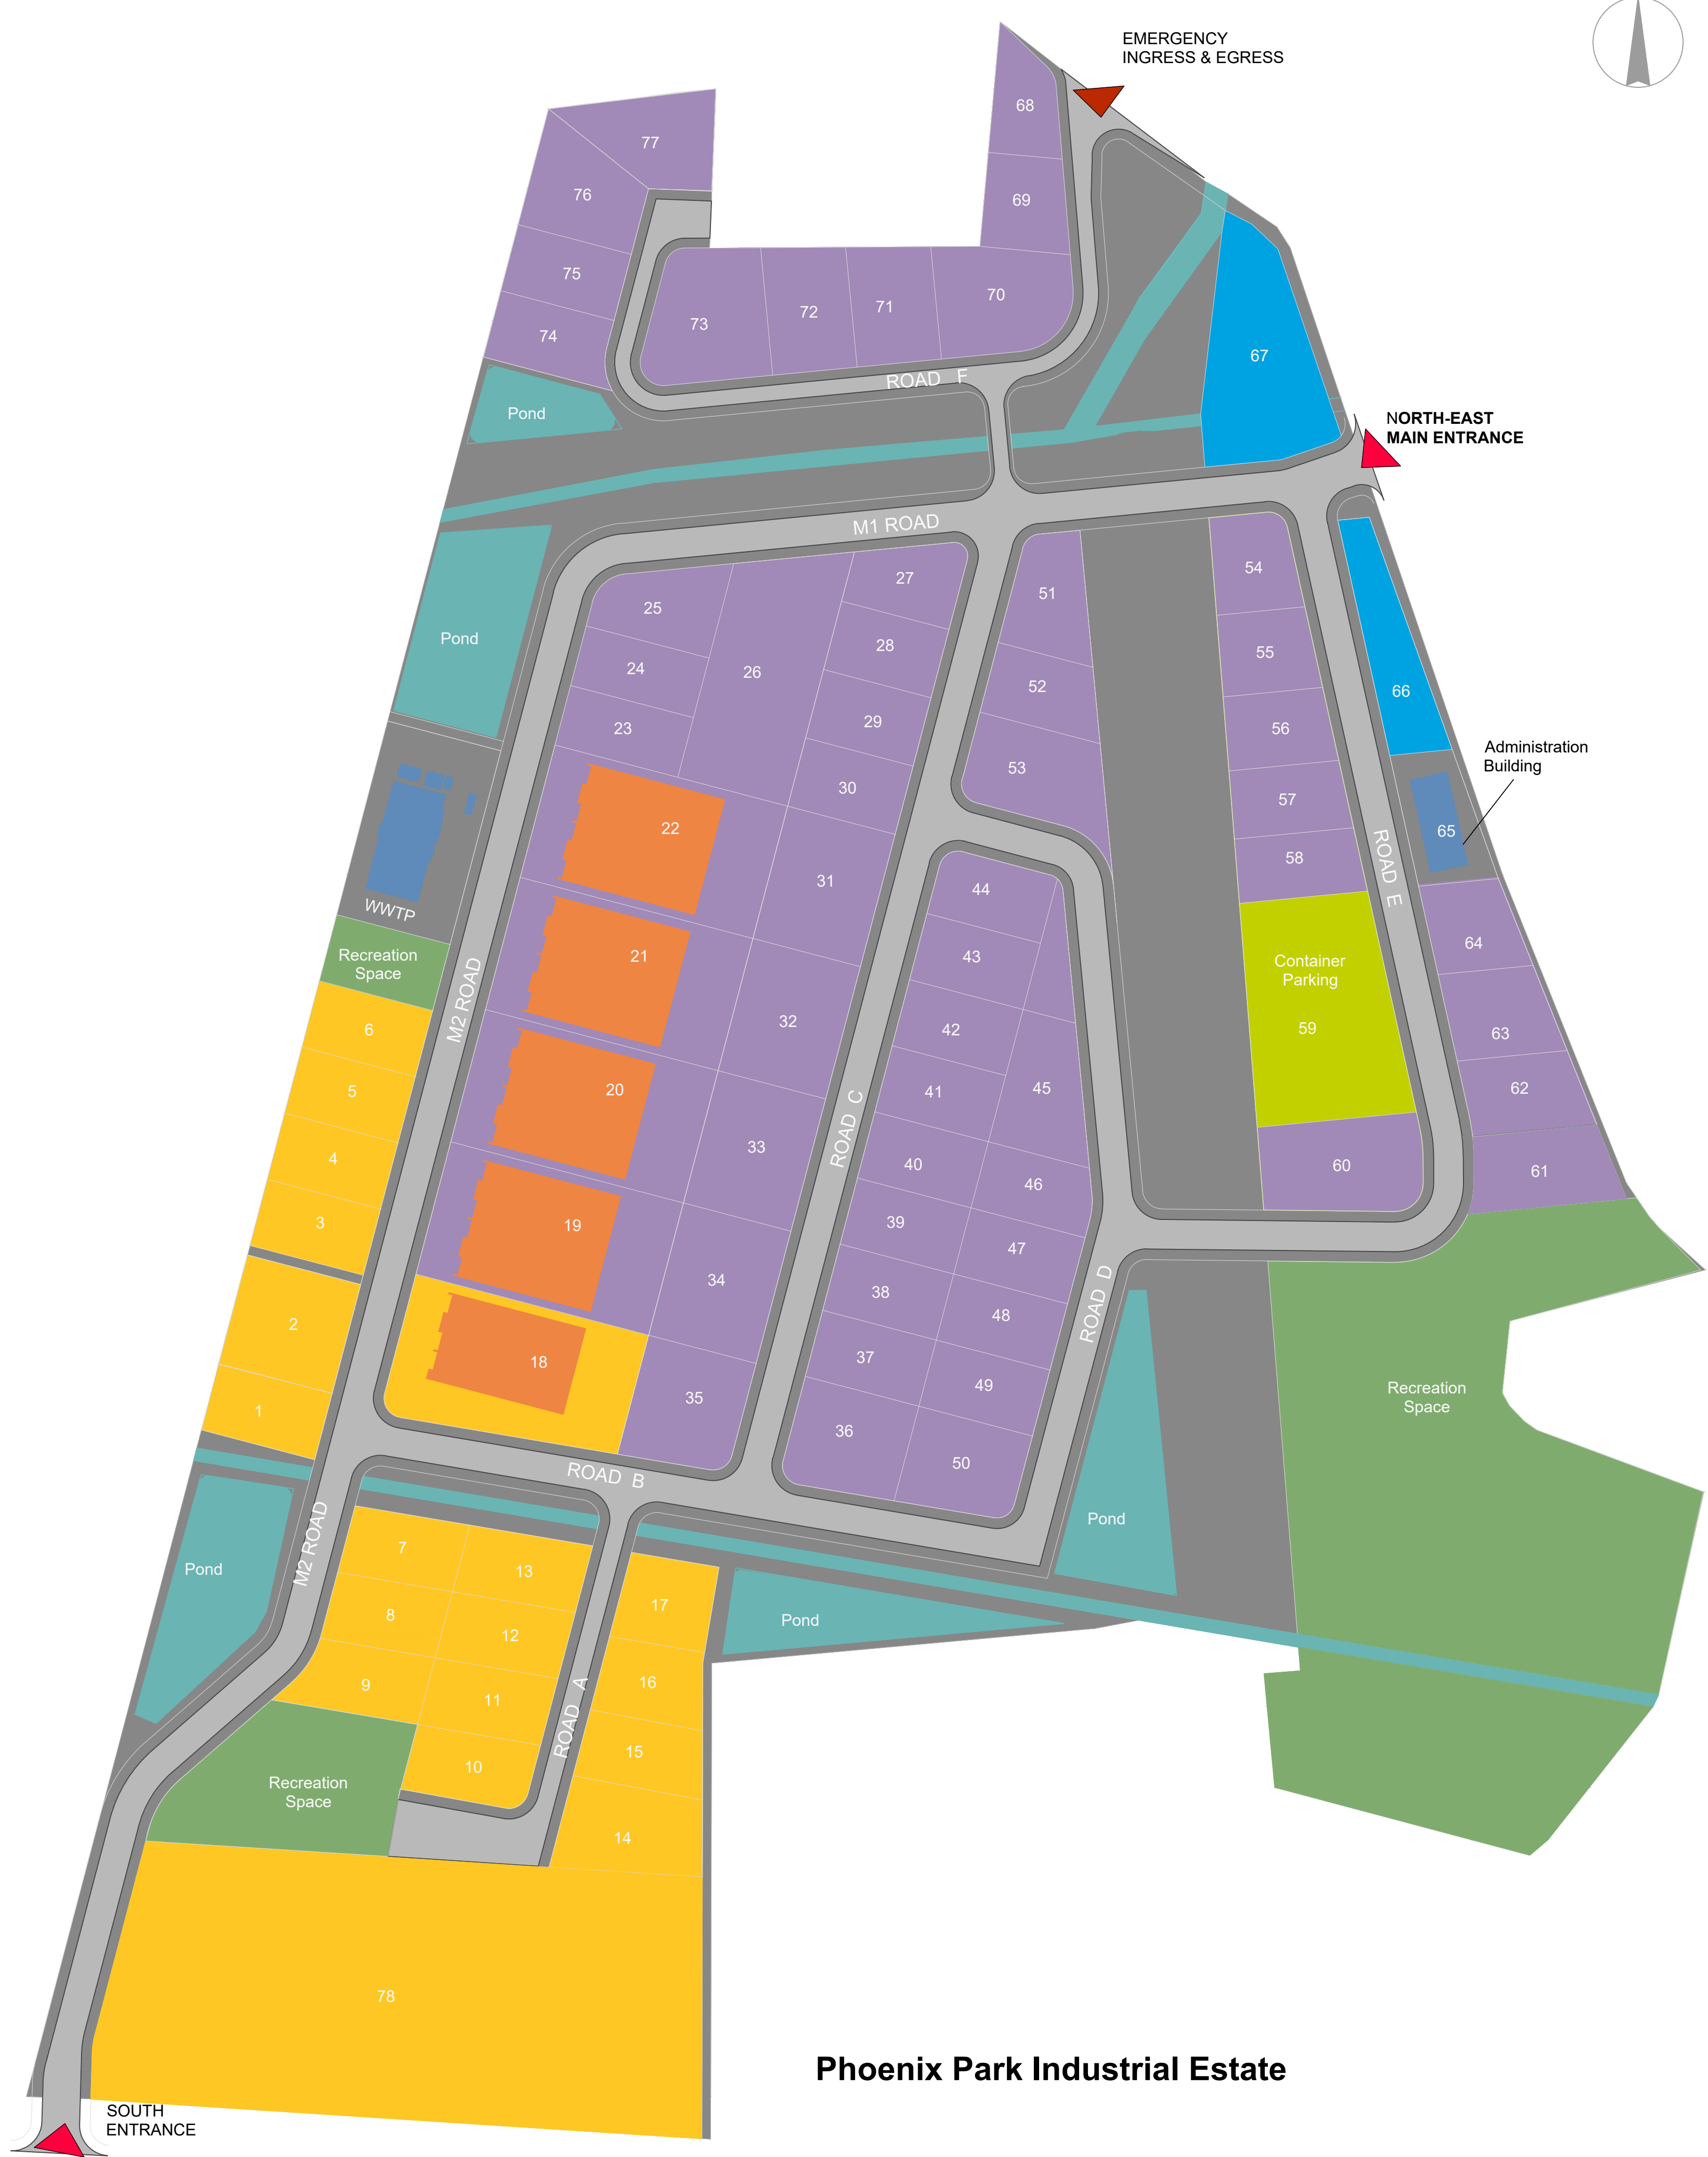 EMERGENCY
INGRESS & EGRESS
68
77
76
69
75
70
71
72
73
74
67
ROAD F
Pond
NORTH-EAST
MAIN ENTRANCE
M1 ROAD
54
27
51
25
Pond
28
55
24
26
52
66
29
23
56
Administration
Building
53
30
57
22
65
58
ROAD E
31
44
WWTP
64
21
43
Recreation
Space
Container
Parking
M2 ROAD
32
59
6
42
63
20
45
5
41
62
ROAD C
33
4
40
60
61
46
3
39
19
47
34
38
ROAD D
48
2
37
18
49
Recreation
Space
35
1
36
50
ROAD B
Pond
M2 ROAD
7
13
Pond
17
8
Pond
12
16
9
11
ROAD A
15
10
Recreation
Space
14
78
Phoenix Park Industrial Estate
SOUTH
ENTRANCE